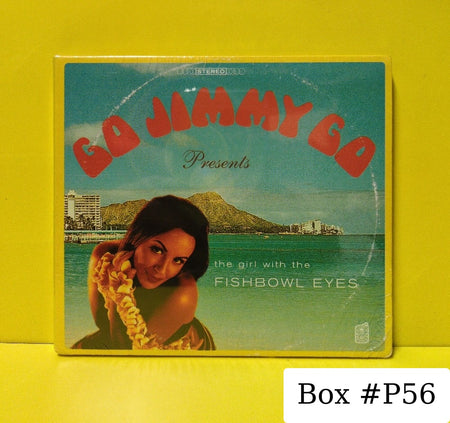 STEREO
GO JIMMY GO
Presents
the girl with the
FISHBOWL EYES
Box #P56